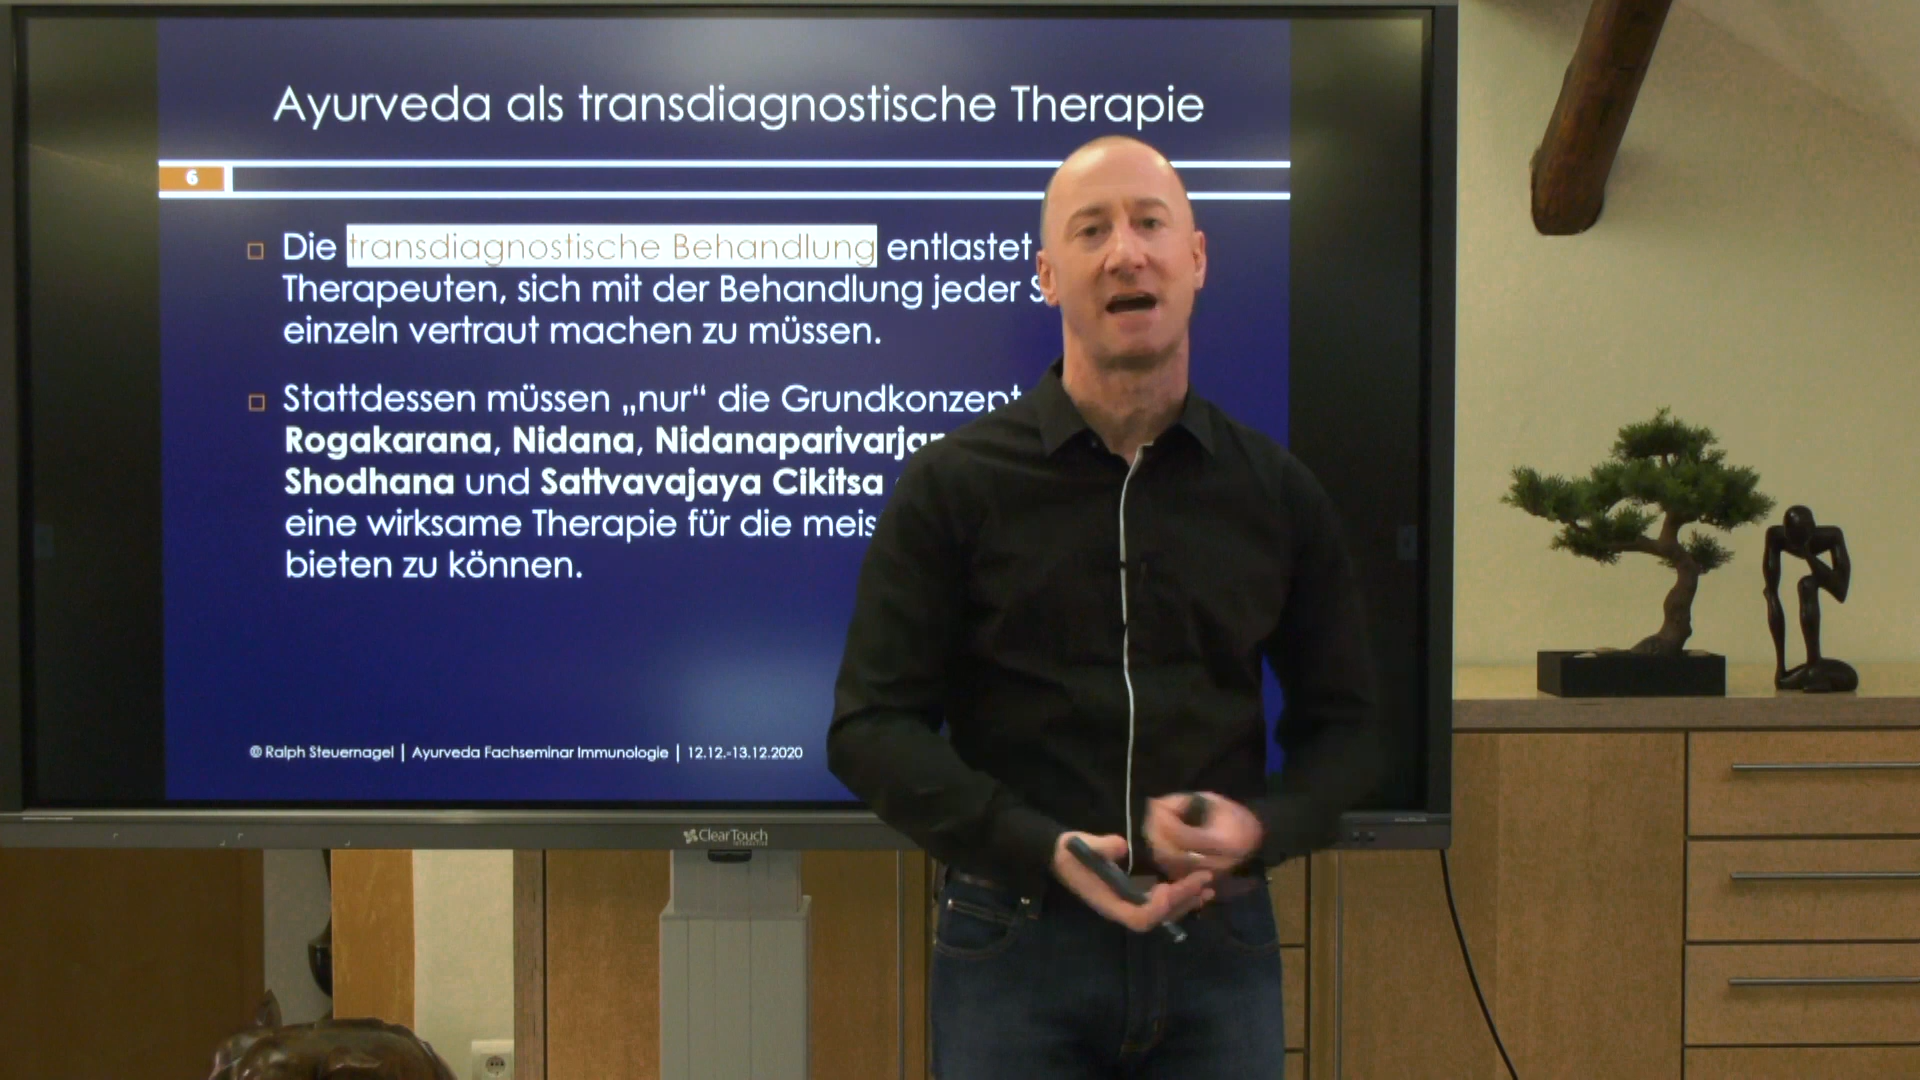 Ayurveda als transdiagnostische Therapie
6
Die transdiagnostische Behandlung entlastet
Therapeuten, sich mit der Behandlung jeder
einzeln vertraut machen zu müssen.
Stattdessen müssen „nur“ die
Rogakarana, Nidana,
Shodhana und Sattvavajaya Cikitsa
eine wirksame Therapie für die
bieten zu können.
© Ralph Steuernagel | Ayurveda Fachseminar Immunologie | 12.12.-13.12.2020
ClearTouch